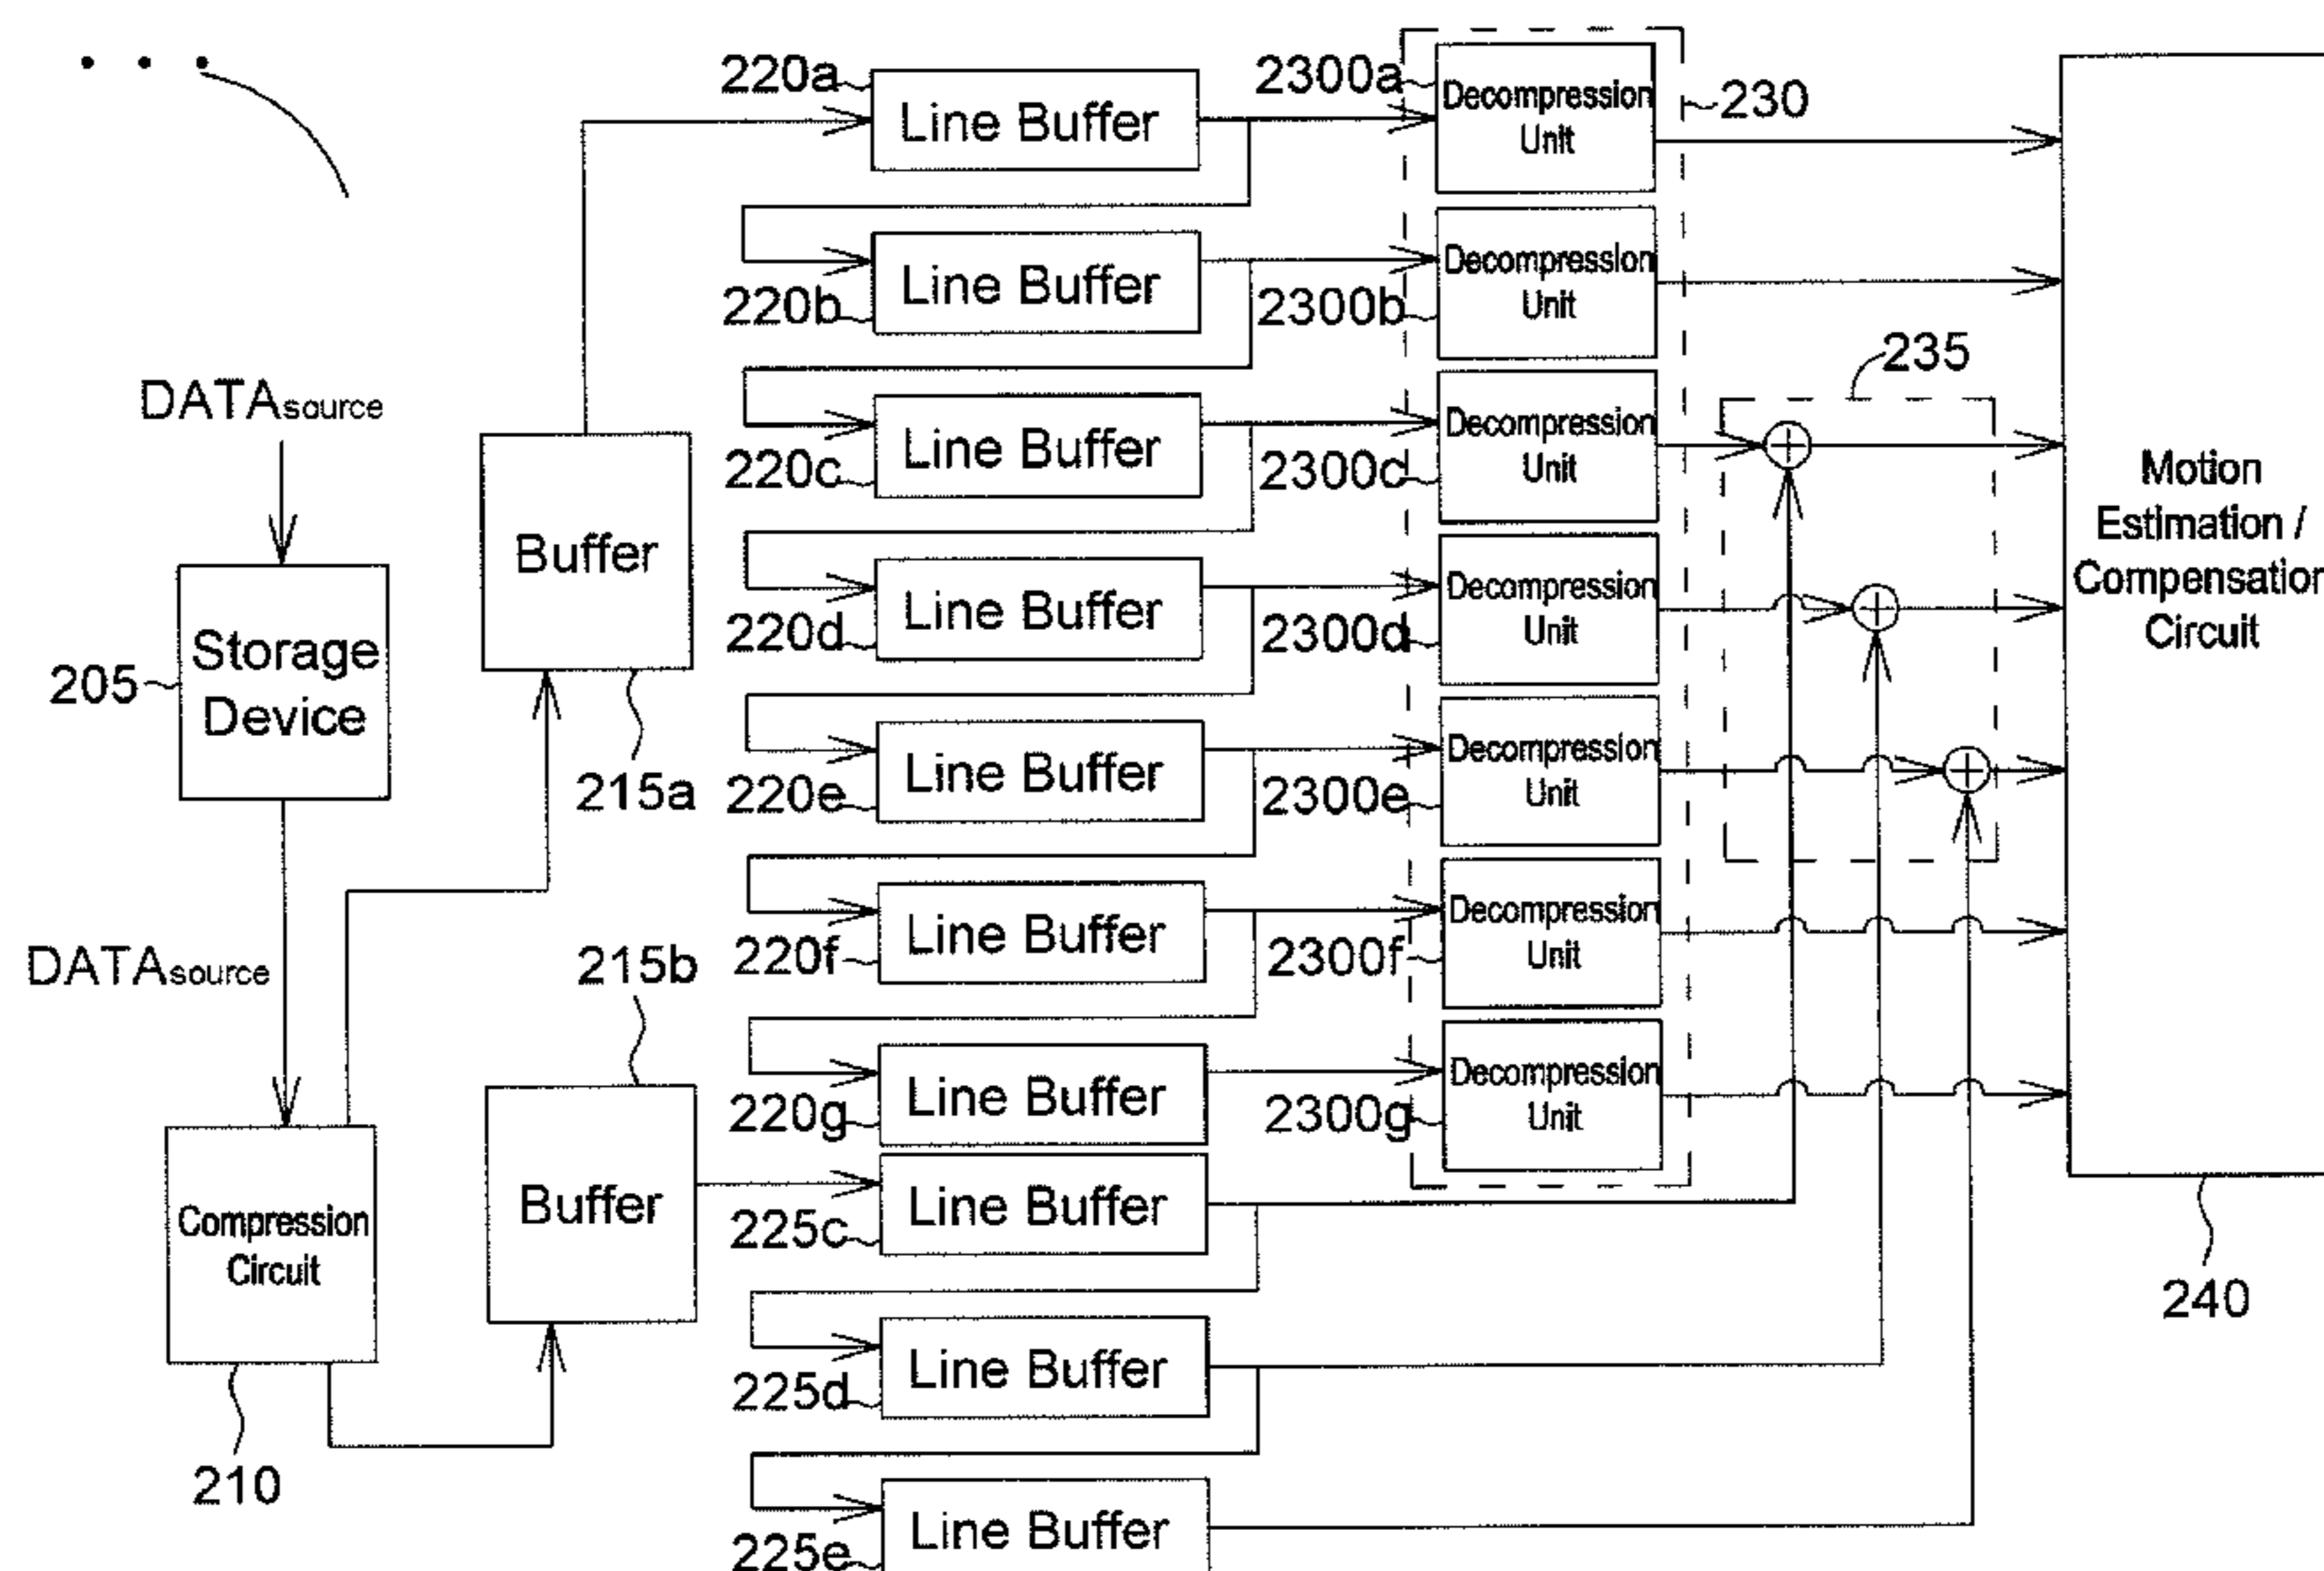 220a
Line Buffer
2300a
Decompression
Unit
230
220b
Line Buffer
2300b
Decompression
Unit
235
DATAsource
220c
Line Buffer
2300c
Decompression
Unit
Motion
Estimation /
Compensation
Circuit
Buffer
215a
205
Storage
Device
220d
Line Buffer
2300d
Decompression
Unit
220e
Line Buffer
2300e
Decompression
Unit
DATAsource
215b
220f
Line Buffer
2300f
Decompression
Unit
220g
Line Buffer
2300g
Decompression
Unit
Compression
Circuit
210
Buffer
225c
Line Buffer
240
225d
Line Buffer
225e
Line Buffer